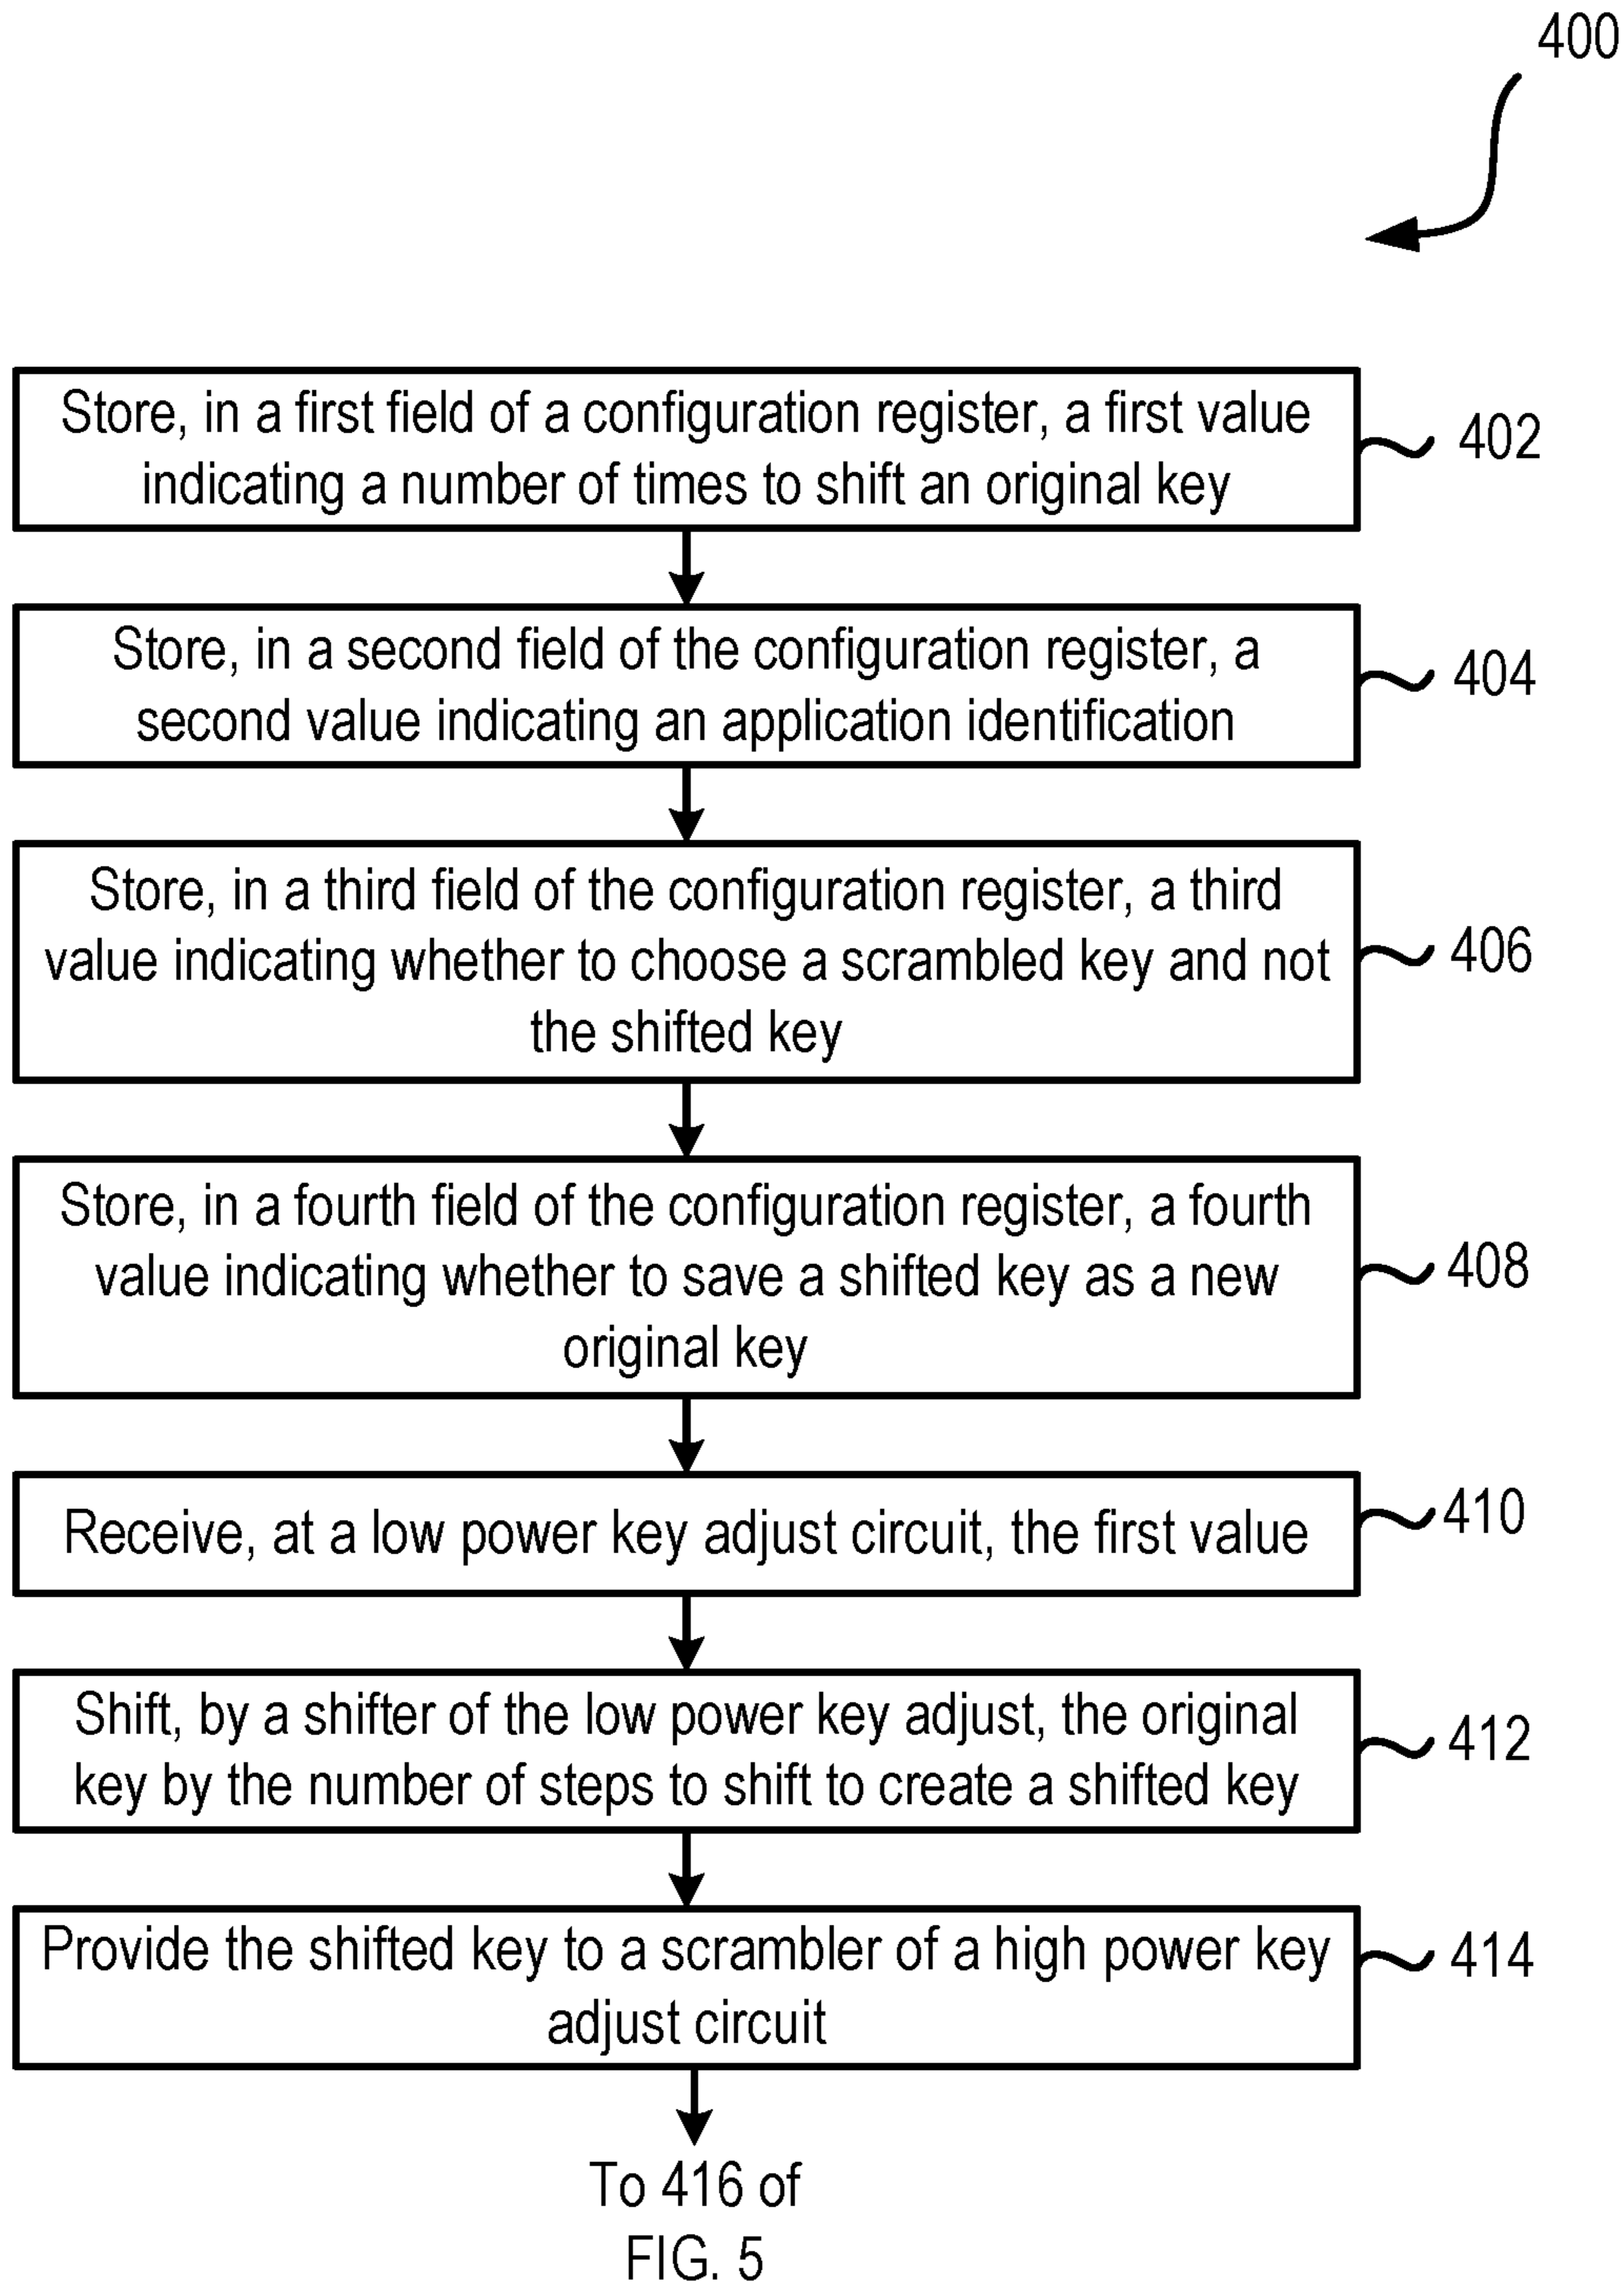 400
Store, in a first field of a configuration register, a first value
indicating a number of times to shift an original key
402
Store, in a second field of the configuration register, a
second value indicating an application identification
404
Store, in a third field of the configuration register, a third
value indicating whether to choose a scrambled key and not
the shifted key
406
Store, in a fourth field of the configuration register, a fourth
value indicating whether to save a shifted key as a new
original key
408
Receive, at a low power key adjust circuit, the first value
410
Shift, by a shifter of the low power key adjust, the original
key by the number of steps to shift to create a shifted key
412
Provide the shifted key to a scrambler of a high power key
adjust circuit
414
To 416 of
FIG. 5